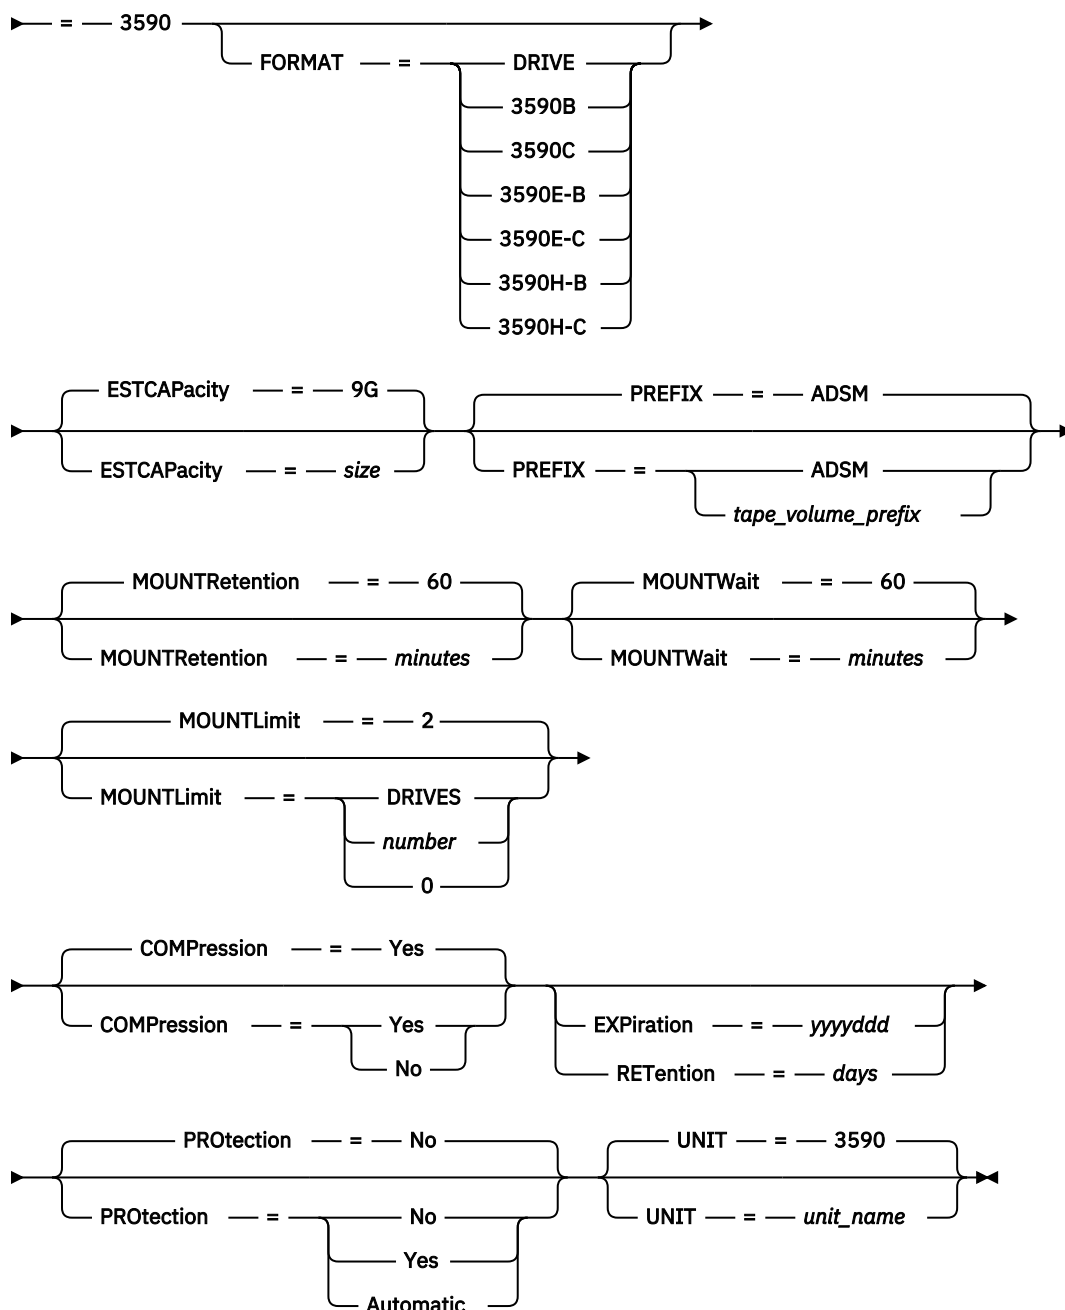 = 3590
FORMAT = DRIVE
3590B
3590C
3590E-B
3590E-C
3590H-B
3590H-C
ESTCAPacity = 9G PREFIX = ADSM
ESTCAPacity = size PREFIX = ADSM
tape_volume_prefix
MOUNTRetention = 60 MOUNTWait = 60
MOUNTRetention = minutes MOUNTWait = minutes
MOUNTLimit = 2
MOUNTLimit = DRIVES
number
0
COMPression = Yes
COMPression = Yes EXPiration = yyyyddd
No RETention = days
PROtection = No UNIT = 3590
PROtection = No UNIT = unit_name
Yes
Automatic